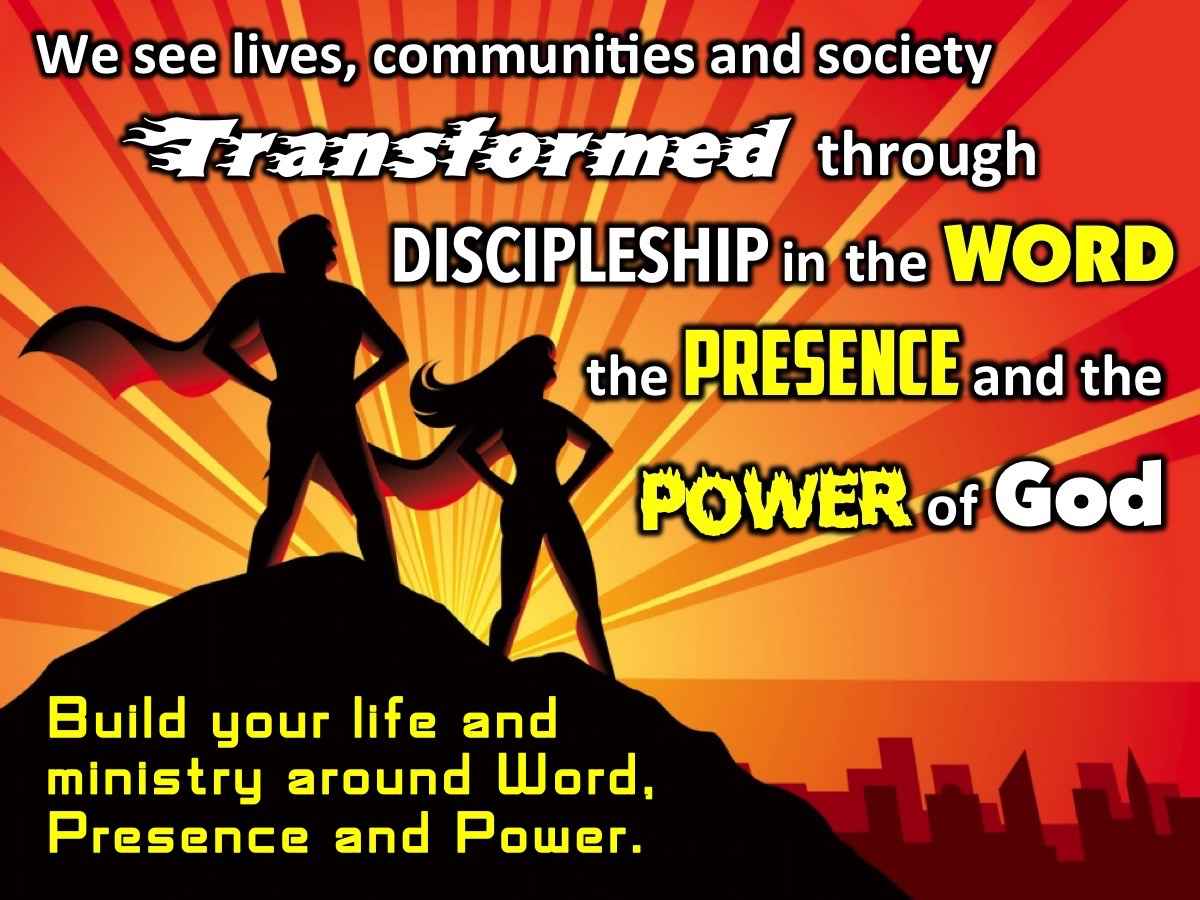 We see lives, communities and society
Transformed through
DISCIPLESHIP in the WORD
the PRESENCE and the
POWER of God
Build your life and
ministry around Word,
Presence and Power.